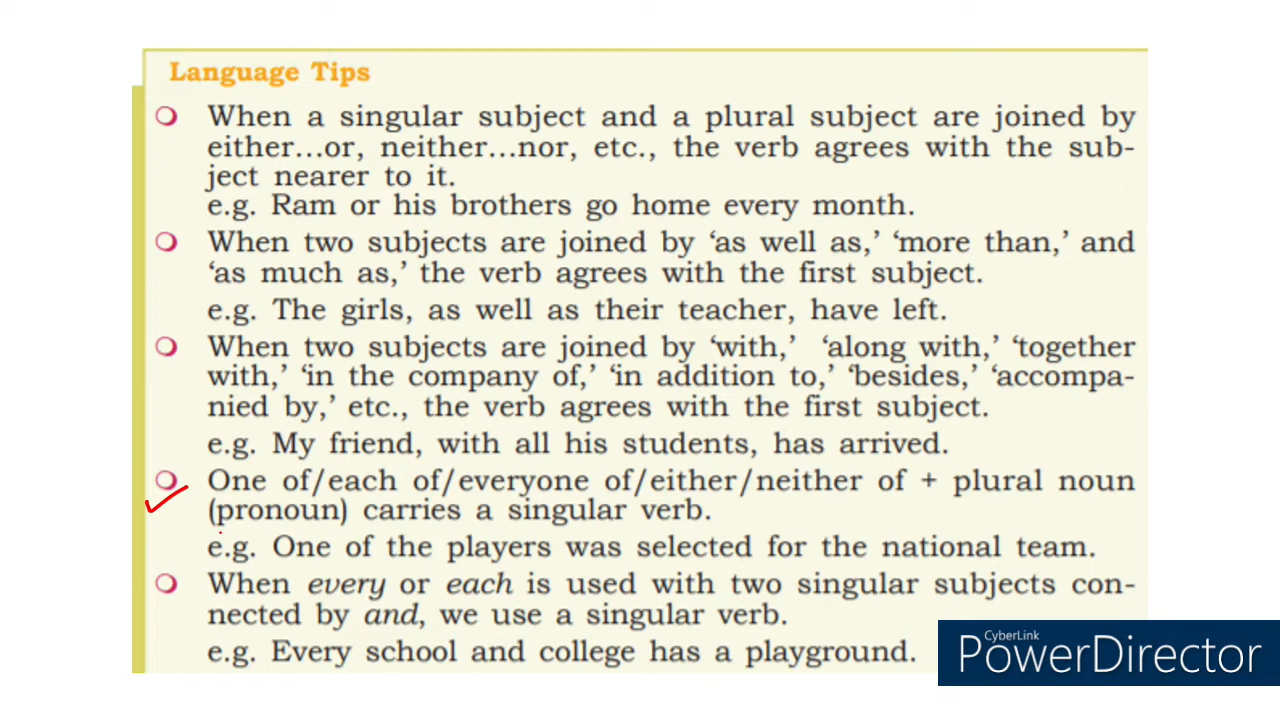 Language Tips
When a singular subject and a plural subject are joined by
either...or, neither...nor, etc., the verb agrees with the sub-
ject nearer to it.
e.g. Ram or his brothers go home every month.
When two subjects are joined by ‘as well as,’ ‘more than,’ and
‘as much as,’ the verb agrees with the first subject.
e.g. The girls, as well as their teacher, have left.
When two subjects are joined by ‘with,’ ‘along with,’ ‘together
with,’ ‘in the company of,’ ‘in addition to,’ ‘besides,’ ‘accompa-
nied by,’ etc., the verb agrees with the first subject.
e.g. My friend, with all his students, has arrived.
One of/each of/everyone of/either/neither of + plural noun
(pronoun) carries a singular verb.
e.g. One of the players was selected for the national team.
When every or each is used with two singular subjects con-
nected by and, we use a singular verb.
e.g. Every school and college has a playground.
CyberLink
PowerDirector